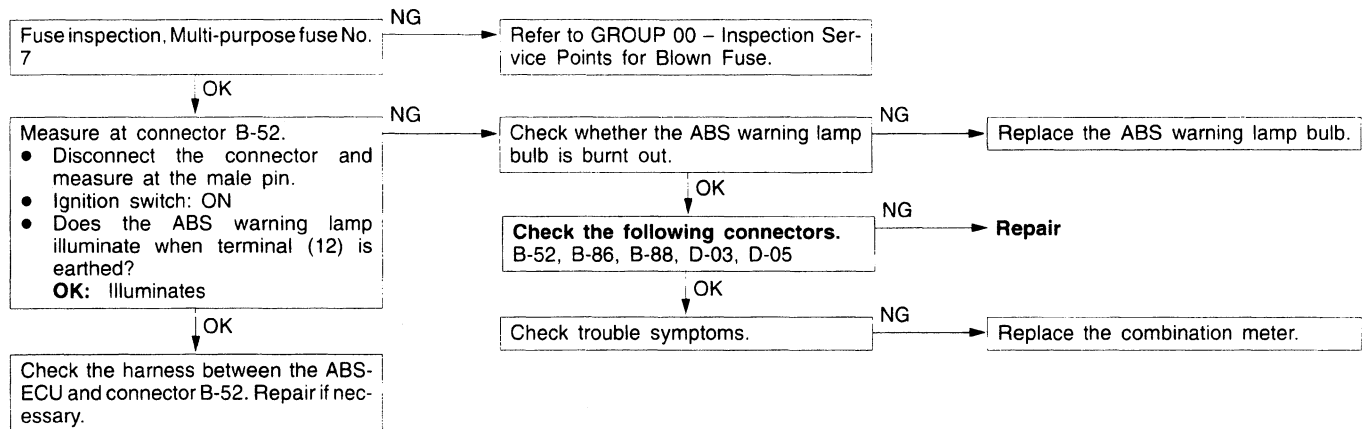 Fuse inspection, Multi-purpose fuse No.
7
NG
Refer to GROUP 00 – Inspection Ser-
vice Points for Blown Fuse.
OK
Measure at connector B-52.
● Disconnect the connector and
measure at the male pin.
● Ignition switch: ON
● Does the ABS warning lamp
illuminate when terminal (12) is
earthed?
OK: Illuminates
NG
Check whether the ABS warning lamp
bulb is burnt out.
NG
Replace the ABS warning lamp bulb.
OK
Check the following connectors.
B-52, B-86, B-88, D-03, D-05
NG
Repair
OK
Check trouble symptoms.
NG
Replace the combination meter.
OK
Check the harness between the ABS-
ECU and connector B-52. Repair if nec-
essary.